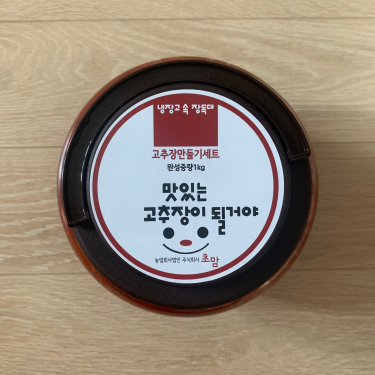 냉장고 속 장독대
고추장만들기세트
완성중량1kg
맛있는
고추장이 될거야
농업회사법인 주식회사 초맘